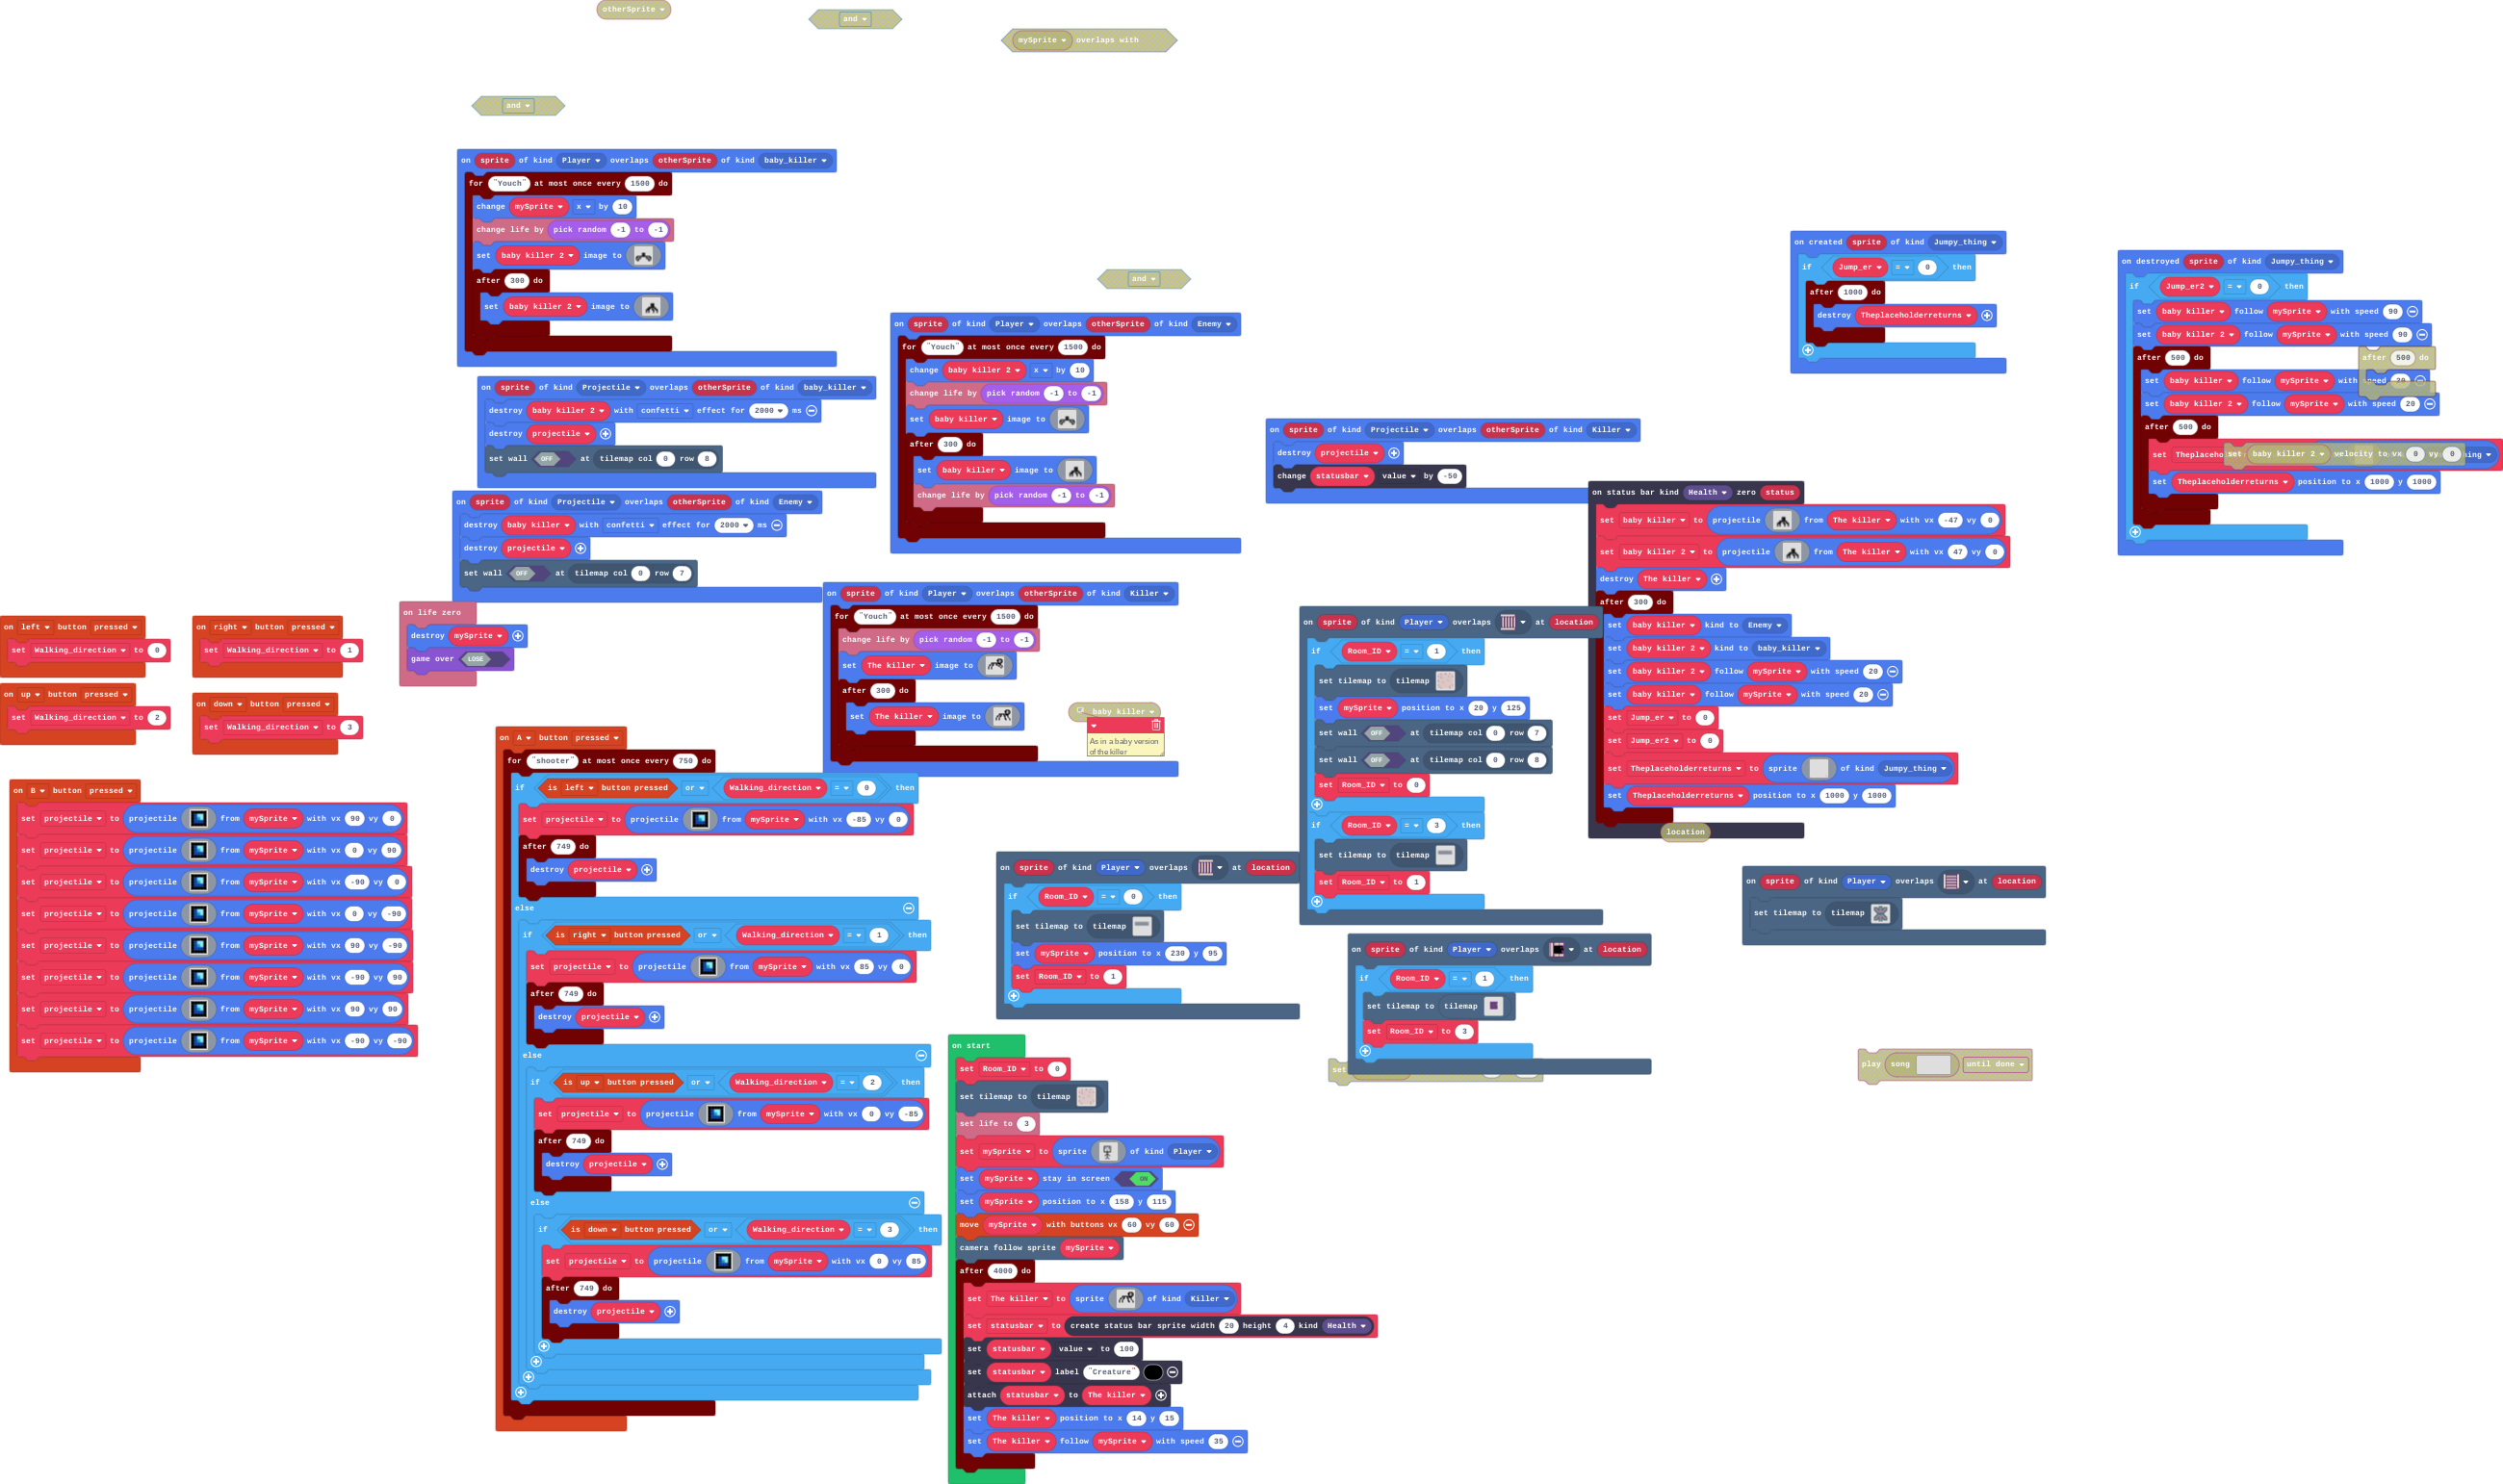 otherSprite
and
mySprite overlaps with
and
on sprite of kind Player overlaps otherSprite of kind baby_killer
for "Youch" at most once every 1500 do
change mySprite x by 10
change life by pick random -1 to -1
set baby killer 2 image to
after 300 do
set baby killer 2 image to
on sprite of kind Projectile overlaps otherSprite of kind baby_killer
destroy baby killer 2 with confetti effect for 2000 ms
destroy projectile
set wall OFF at tilemap col 0 row 8
on sprite of kind Projectile overlaps otherSprite of kind Enemy
destroy baby killer with confetti effect for 2000 ms
destroy projectile
set wall OFF at tilemap col 0 row 7
on life zero
destroy mySprite
game over LOSE
on left button pressed
set Walking_direction to 0
on right button pressed
set Walking_direction to 1
on up button pressed
set Walking_direction to 2
on down button pressed
set Walking_direction to 3
on B button pressed
set projectile to projectile from mySprite with vx 90 vy 0
set projectile to projectile from mySprite with vx 0 vy 90
set projectile to projectile from mySprite with vx -90 vy 0
set projectile to projectile from mySprite with vx 0 vy -90
set projectile to projectile from mySprite with vx 90 vy -90
set projectile to projectile from mySprite with vx -90 vy 90
set projectile to projectile from mySprite with vx 90 vy 90
set projectile to projectile from mySprite with vx -90 vy -90
on A button pressed
for "shooter" at most once every 750 do
if is left button pressed or Walking_direction = 0 then
set projectile to projectile from mySprite with vx -85 vy 0
after 749 do
destroy projectile
else
if is right button pressed or Walking_direction = 1 then
set projectile to projectile from mySprite with vx 85 vy 0
after 749 do
destroy projectile
else
if is up button pressed or Walking_direction = 2 then
set projectile to projectile from mySprite with vx 0 vy -85
after 749 do
destroy projectile
else
if is down button pressed or Walking_direction = 3 then
set projectile to projectile from mySprite with vx 0 vy 85
after 749 do
destroy projectile
and
on sprite of kind Player overlaps otherSprite of kind Enemy
for "Youch" at most once every 1500 do
change baby killer 2 x by 10
change life by pick random -1 to -1
set baby killer image to
after 300 do
set baby killer image to
change life by pick random -1 to -1
on sprite of kind Player overlaps otherSprite of kind Killer
for "Youch" at most once every 1500 do
change life by pick random -1 to -1
set The killer image to
after 300 do
set The killer image to
baby killer
As in a baby version
of the killer
on sprite of kind Projectile overlaps otherSprite of kind Killer
destroy projectile
change statusbar value by -50
on sprite of kind Player overlaps at location
if Room_ID = 1 then
set tilemap to tilemap
set mySprite position to x 20 y 125
set wall OFF at tilemap col 0 row 7
set wall OFF at tilemap col 0 row 8
set Room_ID to 0
if Room_ID = 3 then
set tilemap to tilemap
set Room_ID to 1
on sprite of kind Player overlaps at location
if Room_ID = 0 then
set tilemap to tilemap
set mySprite position to x 230 y 95
set Room_ID to 1
on sprite of kind Player overlaps at location
if Room_ID = 1 then
set tilemap to tilemap
set Room_ID to 3
set
on start
set Room_ID to 0
set tilemap to tilemap
set life to 3
set mySprite to sprite of kind Player
set mySprite stay in screen ON
set mySprite position to x 158 y 115
move mySprite with buttons vx 60 vy 60
camera follow sprite mySprite
after 4000 do
set The killer to sprite of kind Killer
set statusbar to create status bar sprite width 20 height 4 kind Health
set statusbar value to 100
set statusbar label "Creature"
attach statusbar to The killer
set The killer position to x 14 y 15
set The killer follow mySprite with speed 35
on created sprite of kind Jumpy_thing
if Jump_er = 0 then
after 1000 do
destroy Theplaceholderreturns
on status bar kind Health zero status
set baby killer to projectile from The killer with vx -47 vy 0
set baby killer 2 to projectile from The killer with vx 47 vy 0
destroy The killer
after 300 do
set baby killer kind to Enemy
set baby killer 2 kind to baby_killer
set baby killer 2 follow mySprite with speed 20
set baby killer follow mySprite with speed 20
set Jump_er to 0
set Jump_er2 to 0
set Theplaceholderreturns to sprite of kind Jumpy_thing
set Theplaceholderreturns position to x 1000 y 1000
location
on sprite of kind Player overlaps at location
set tilemap to tilemap
play song until done
on destroyed sprite of kind Jumpy_thing
if Jump_er2 = 0 then
set baby killer follow mySprite with speed 90
set baby killer 2 follow mySprite with speed 90
after 500 do
after 500 do
set baby killer follow mySprite with speed 20
set baby killer 2 follow mySprite with speed 20
after 500 do
set
set baby killer 2 velocity to vx 0 vy 0
set Theplaceholderreturns position to x 1000 y 1000